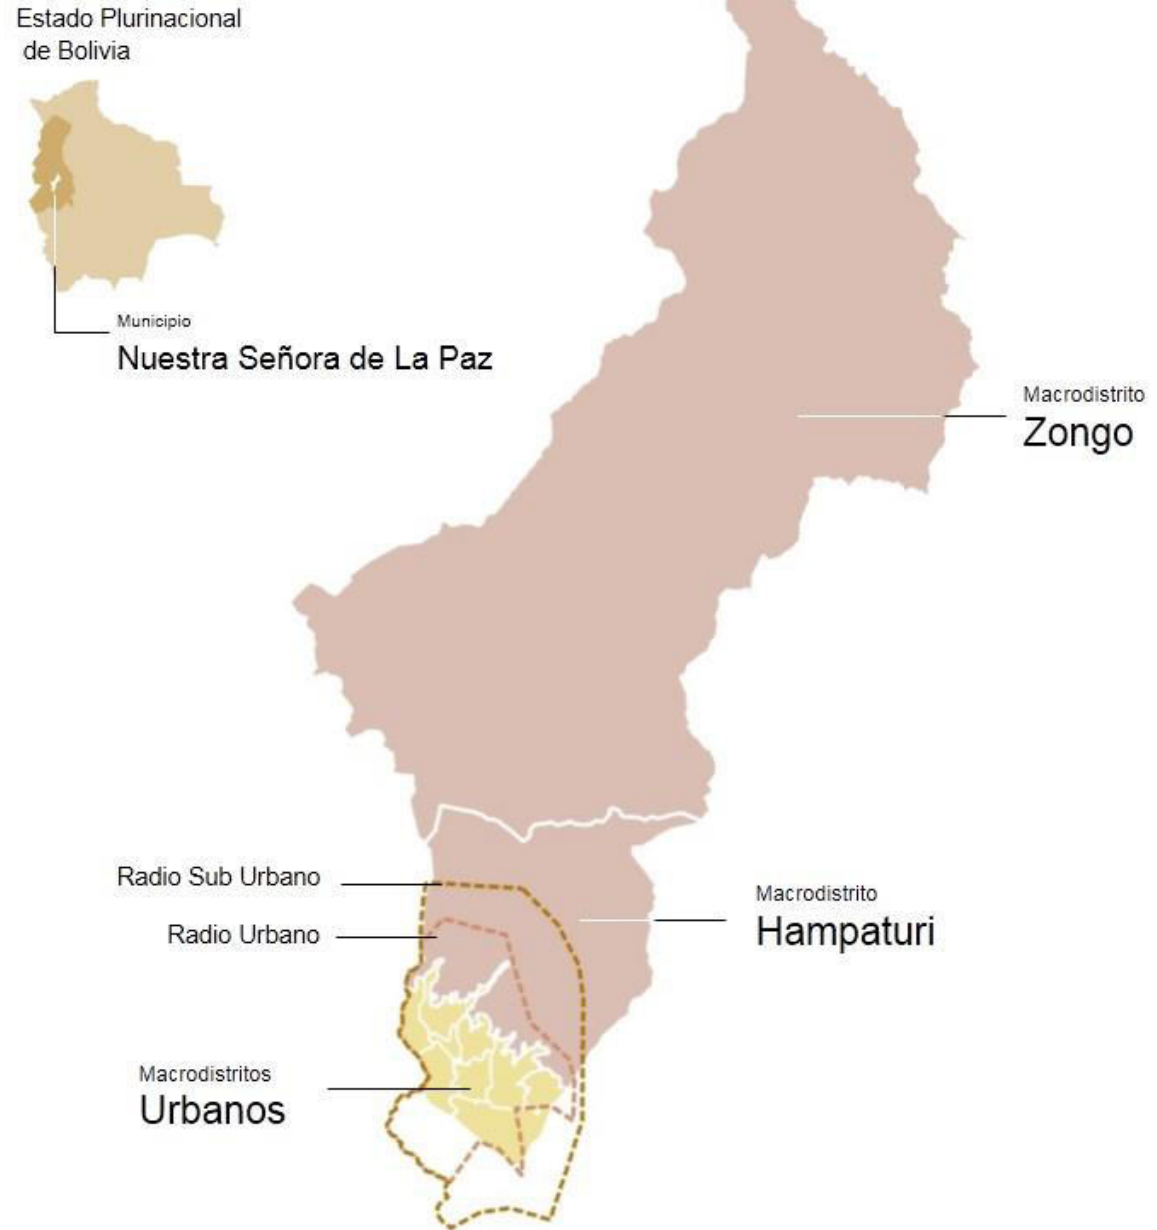 Estado Plurinacional
de Bolivia
Municipio
Nuestra Señora de La Paz
Macrodistrito
Zongo
Radio Sub Urbano
Radio Urbano
Macrodistrito
Hampaturi
Macrodistritos
Urbanos